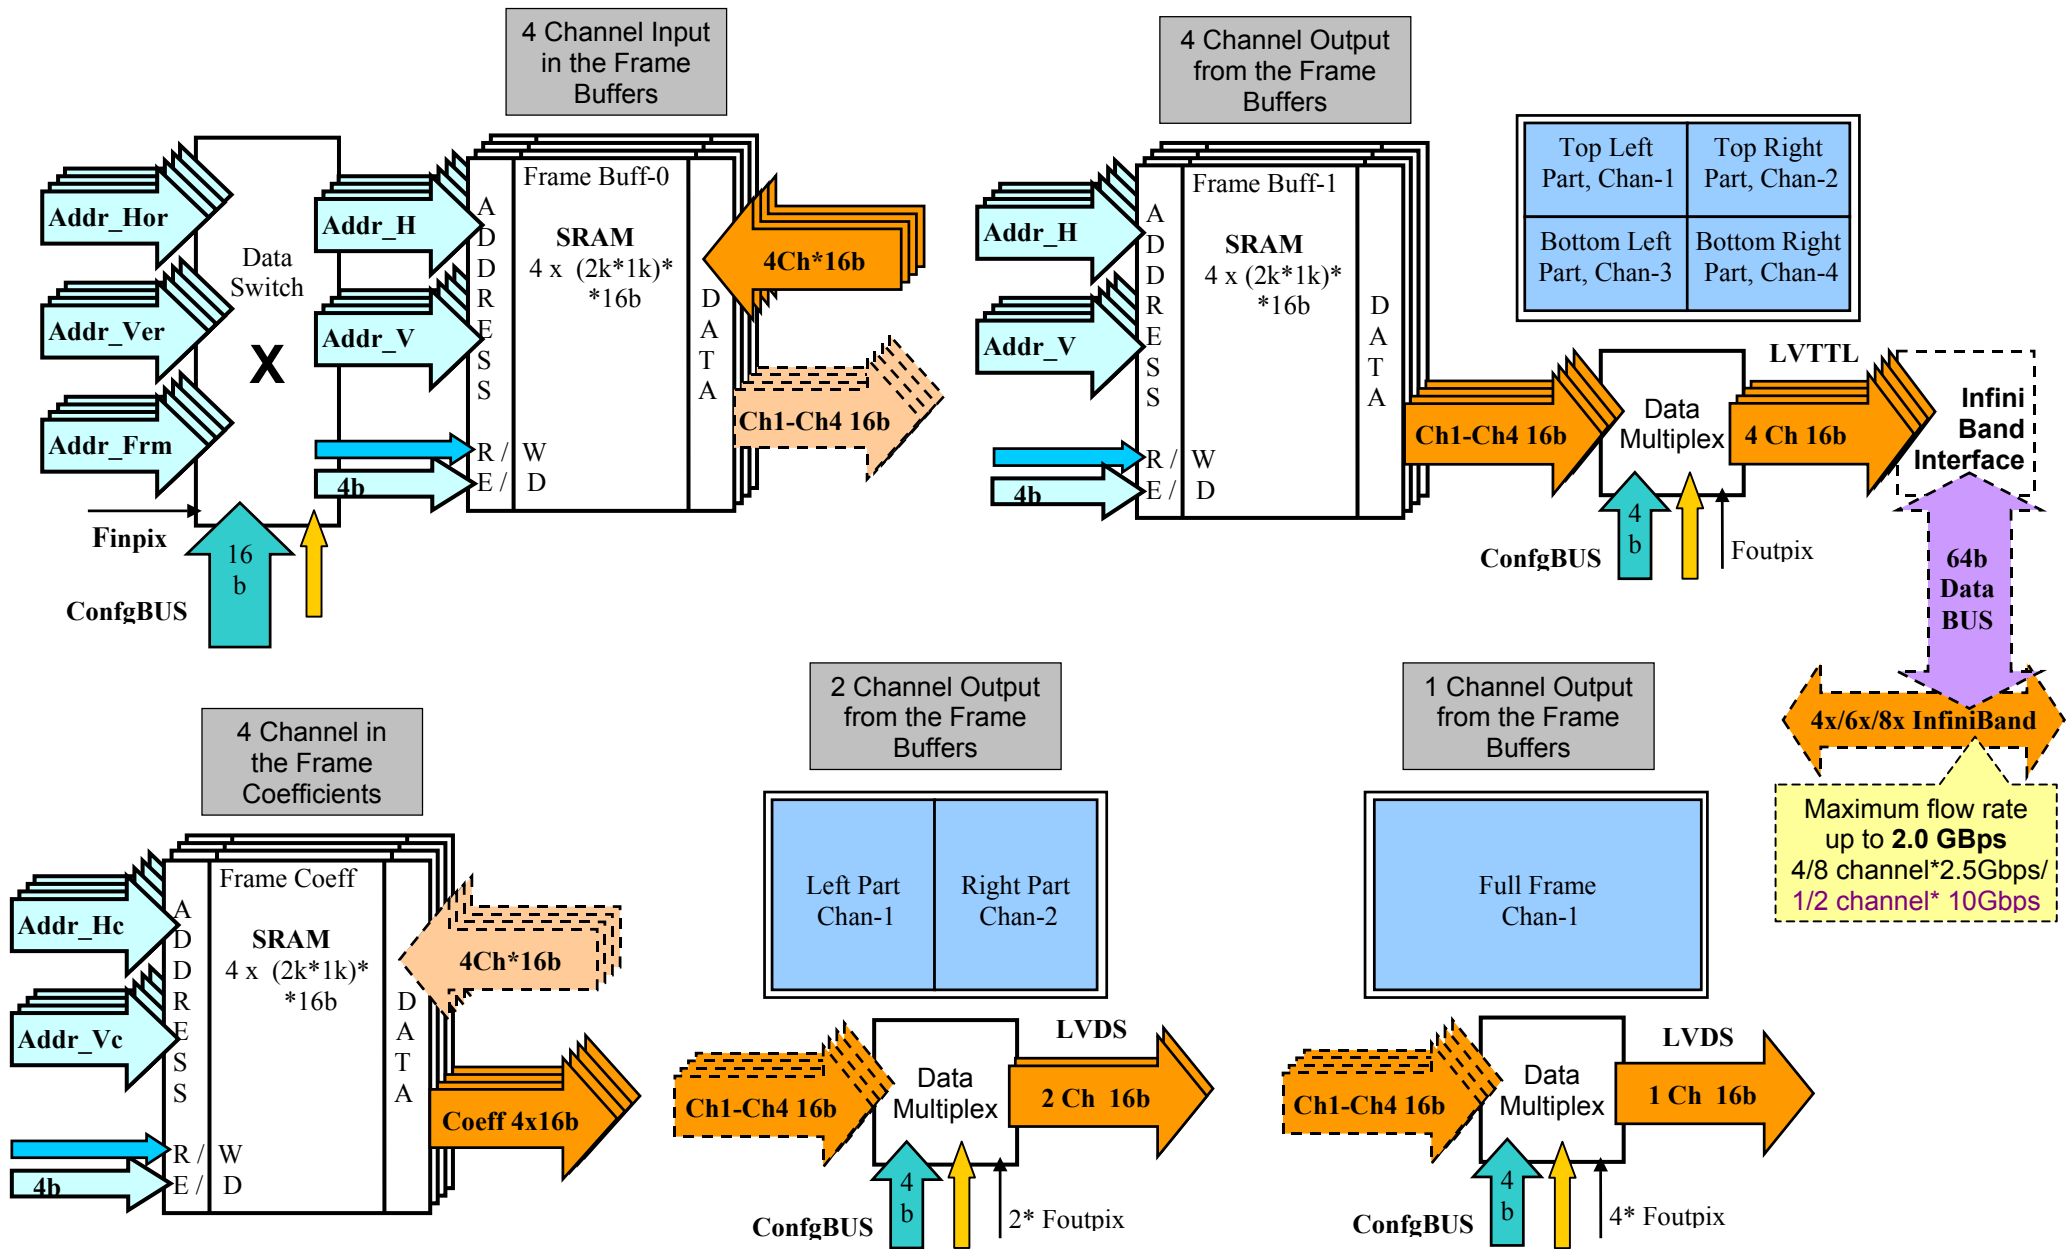 4 Channel Input
in the Frame
Buffers
4 Channel Output
from the Frame
Buffers
Addr_Hor
Addr_Ver
Addr_Frm
Data
Switch
X
Finpix
16
b
ConfgBUS
Addr_H
Addr_V
4b
ADDRESS
R / W
E / D
Frame Buff-0
SRAM
4 x (2k*1k)*
*16b
DATA
4Ch*16b
Ch1-Ch4 16b
Addr_H
Addr_V
4b
ADDRESS
R / W
E / D
Frame Buff-1
SRAM
4 x (2k*1k)*
*16b
DATA
Top Left
Part, Chan-1
Top Right
Part, Chan-2
Bottom Left
Part, Chan-3
Bottom Right
Part, Chan-4
Ch1-Ch4 16b
Data
Multiplex
LVTTL
4 Ch 16b
Infini
Band
Interface
4
b
ConfgBUS
Foutpix
64b
Data
BUS
4x/6x/8x InfiniBand
Maximum flow rate
up to 2.0 GBps
4/8 channel*2.5Gbps/
1/2 channel* 10Gbps
4 Channel in
the Frame
Coefficients
Addr_Hc
Addr_Vc
4b
ADDRESS
R / W
E / D
Frame Coeff
SRAM
4 x (2k*1k)*
*16b
DATA
4Ch*16b
Coeff 4x16b
2 Channel Output
from the Frame
Buffers
Left Part
Chan-1
Right Part
Chan-2
Ch1-Ch4 16b
Data
Multiplex
LVDS
2 Ch 16b
4
b
ConfgBUS
2* Foutpix
1 Channel Output
from the Frame
Buffers
Full Frame
Chan-1
Ch1-Ch4 16b
Data
Multiplex
LVDS
1 Ch 16b
4
b
ConfgBUS
4* Foutpix